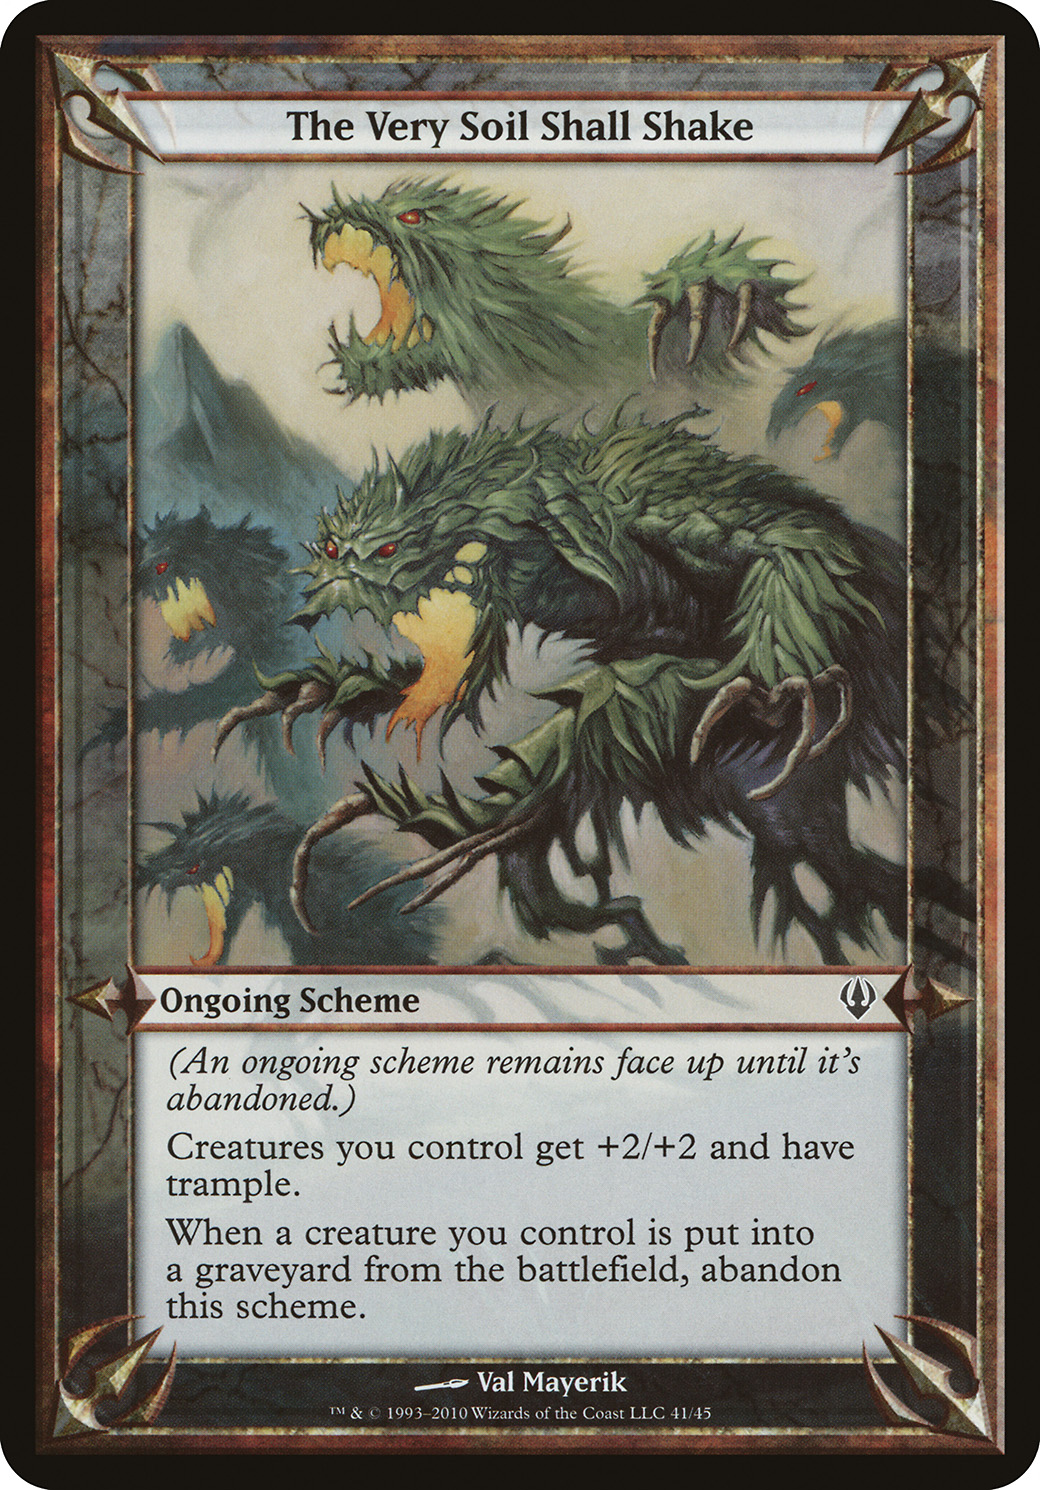 The Very Soil Shall Shake
Ongoing Scheme
(An ongoing scheme remains face up until it's
abandoned.)
Creatures you control get +2/+2 and have
trample.
When a creature you control is put into
a graveyard from the battlefield, abandon
this scheme.
Val Mayerik
™ & © 1993–2010 Wizards of the Coast LLC 41/45